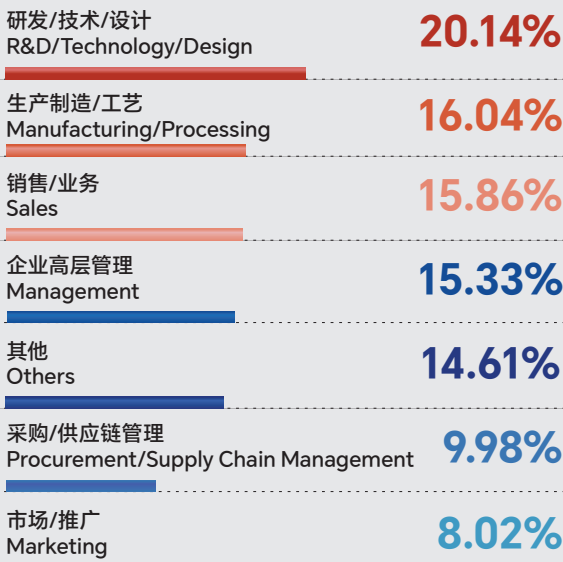 研发/技术/设计
R&D/Technology/Design
20.14%
生产制造/工艺
Manufacturing/Processing
16.04%
销售/业务
Sales
15.86%
企业高层管理
Management
15.33%
其他
Others
14.61%
采购/供应链管理
Procurement/Supply Chain Management
9.98%
市场/推广
Marketing
8.02%